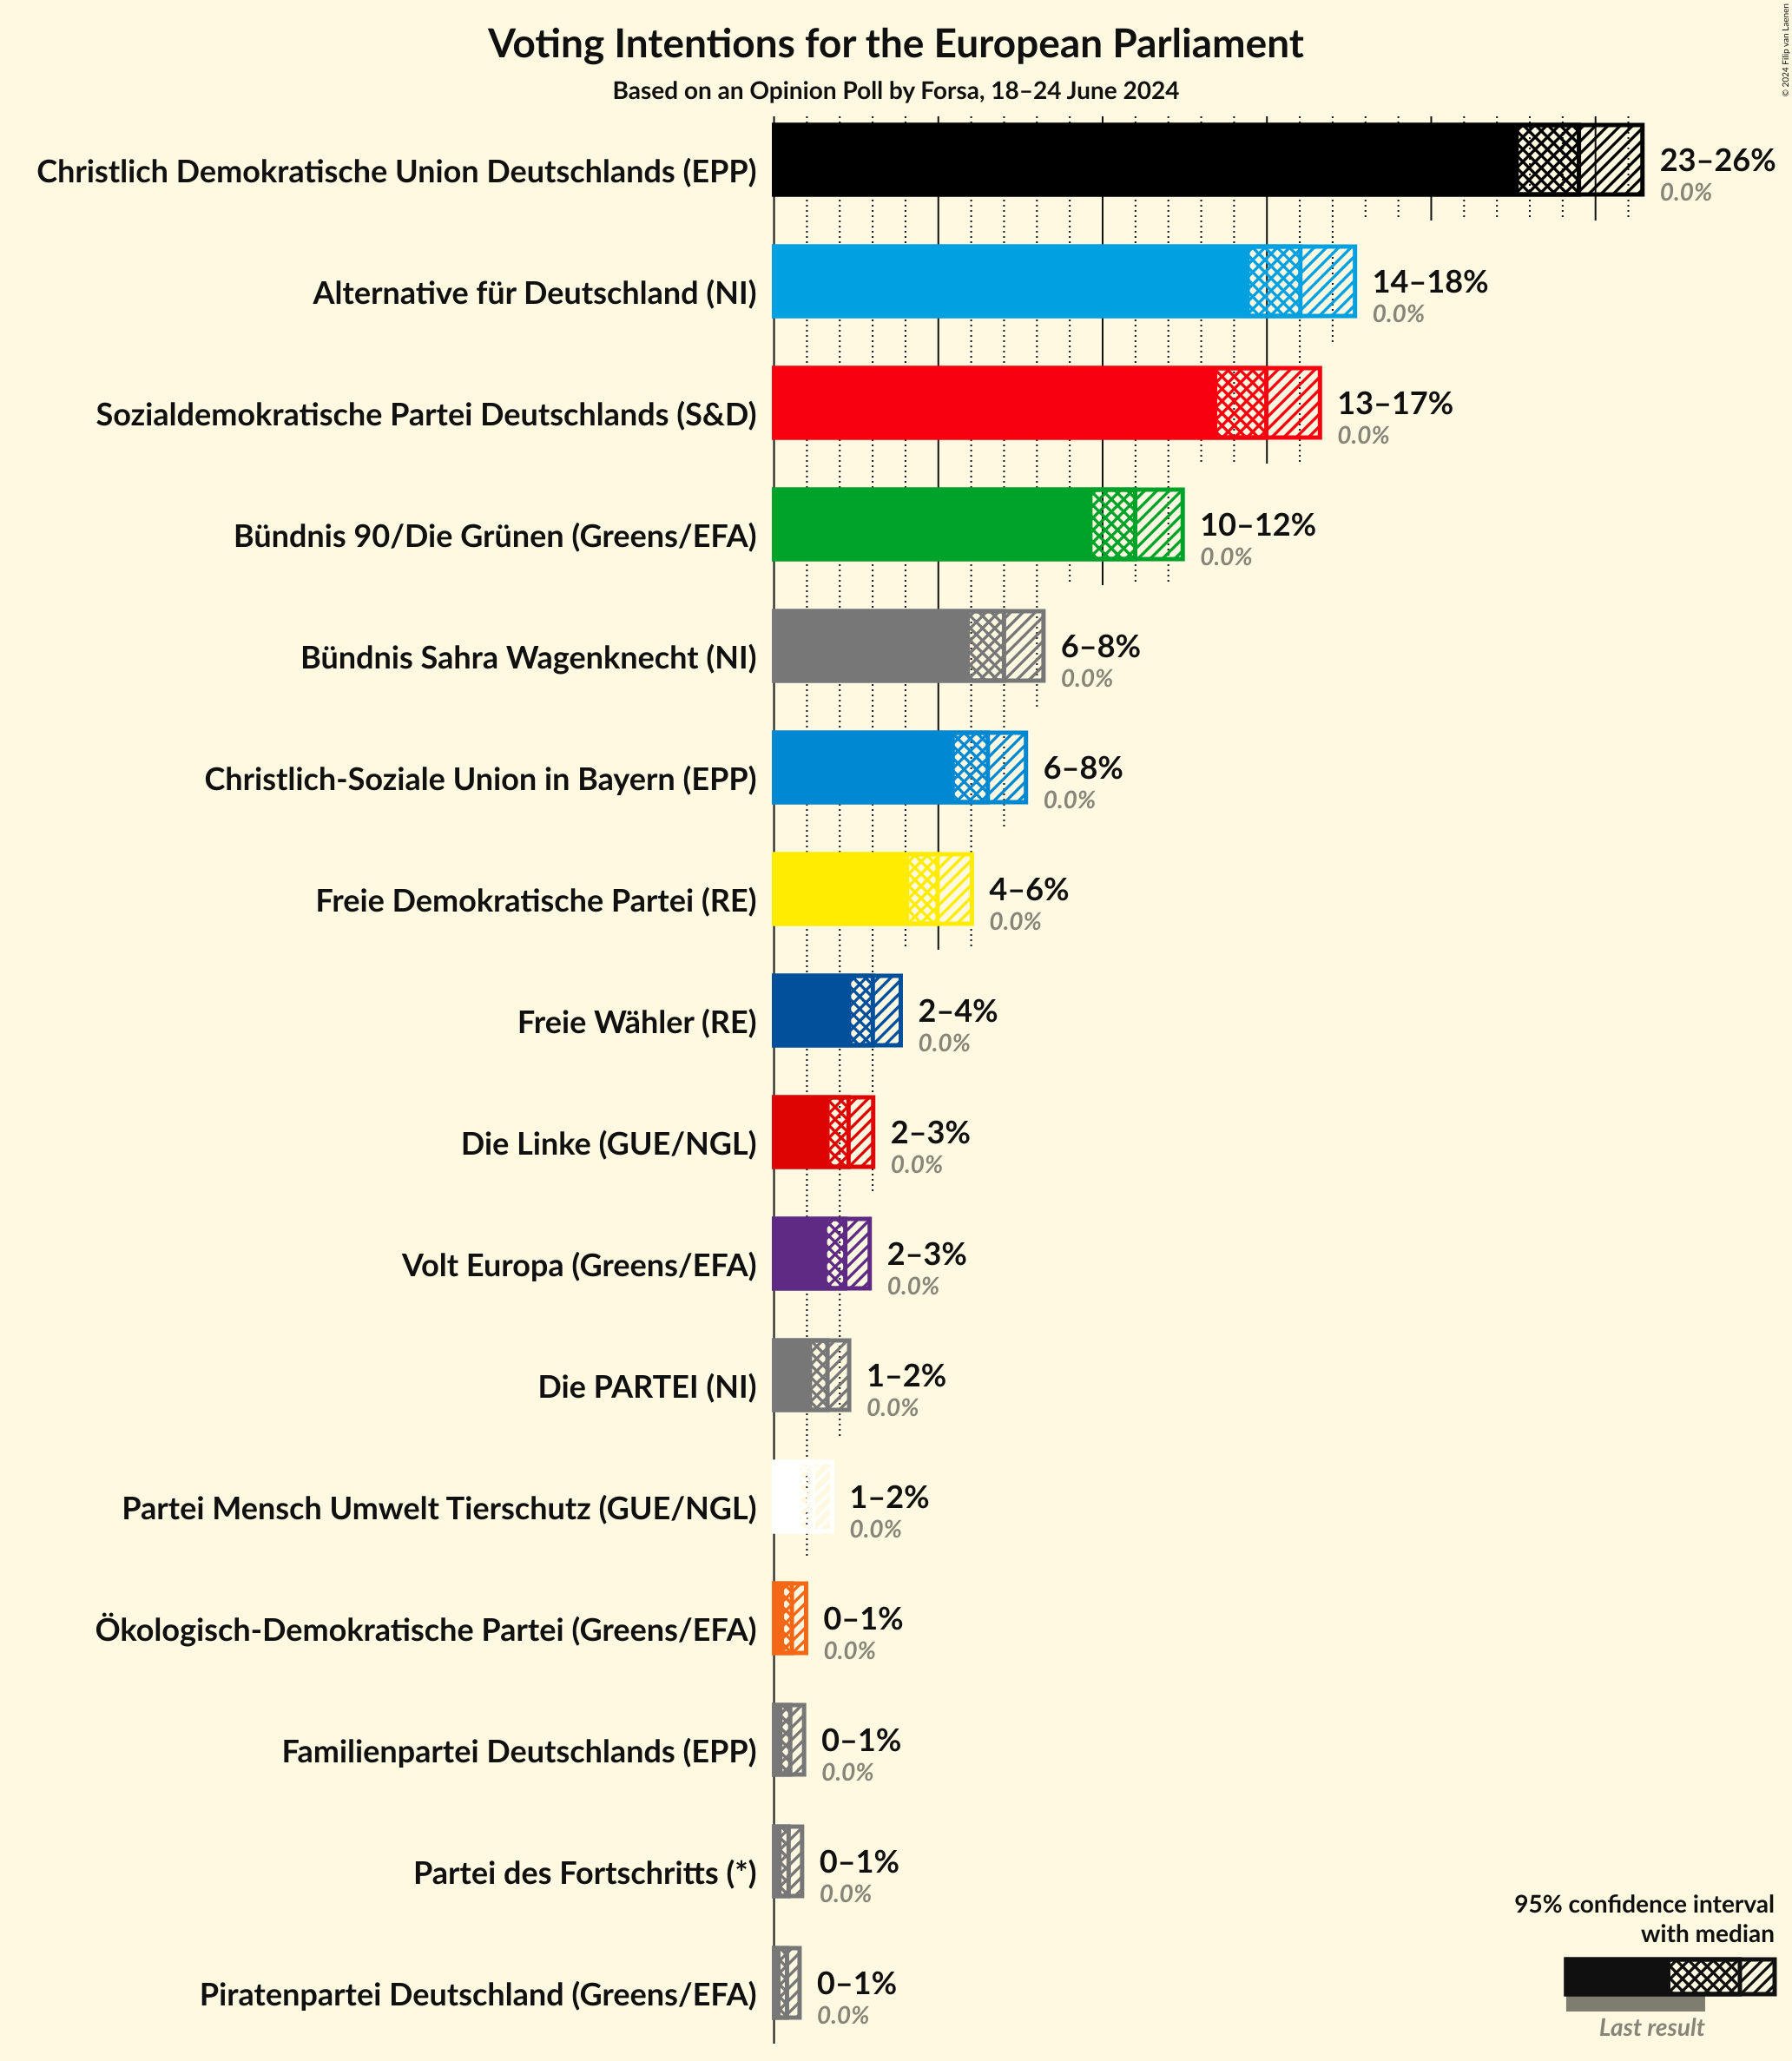 Voting Intentions for the European Parliament
Based on an Opinion Poll by Forsa, 18–24 June 2024
© 2024 Filip van Laenen
Christlich Demokratische Union Deutschlands (EPP)
23–26%
0.0%
Alternative für Deutschland (NI)
14–18%
0.0%
Sozialdemokratische Partei Deutschlands (S&D)
13–17%
0.0%
Bündnis 90/Die Grünen (Greens/EFA)
10–12%
0.0%
Bündnis Sahra Wagenknecht (NI)
6–8%
0.0%
Christlich-Soziale Union in Bayern (EPP)
6–8%
0.0%
Freie Demokratische Partei (RE)
4–6%
0.0%
Freie Wähler (RE)
2–4%
0.0%
Die Linke (GUE/NGL)
2–3%
0.0%
Volt Europa (Greens/EFA)
2–3%
0.0%
Die PARTEI (NI)
1–2%
0.0%
Partei Mensch Umwelt Tierschutz (GUE/NGL)
1–2%
0.0%
Ökologisch-Demokratische Partei (Greens/EFA)
0–1%
0.0%
Familienpartei Deutschlands (EPP)
0–1%
0.0%
Partei des Fortschritts (*)
0–1%
0.0%
Piratenpartei Deutschland (Greens/EFA)
0–1%
0.0%
95% confidence interval
with median
Last result